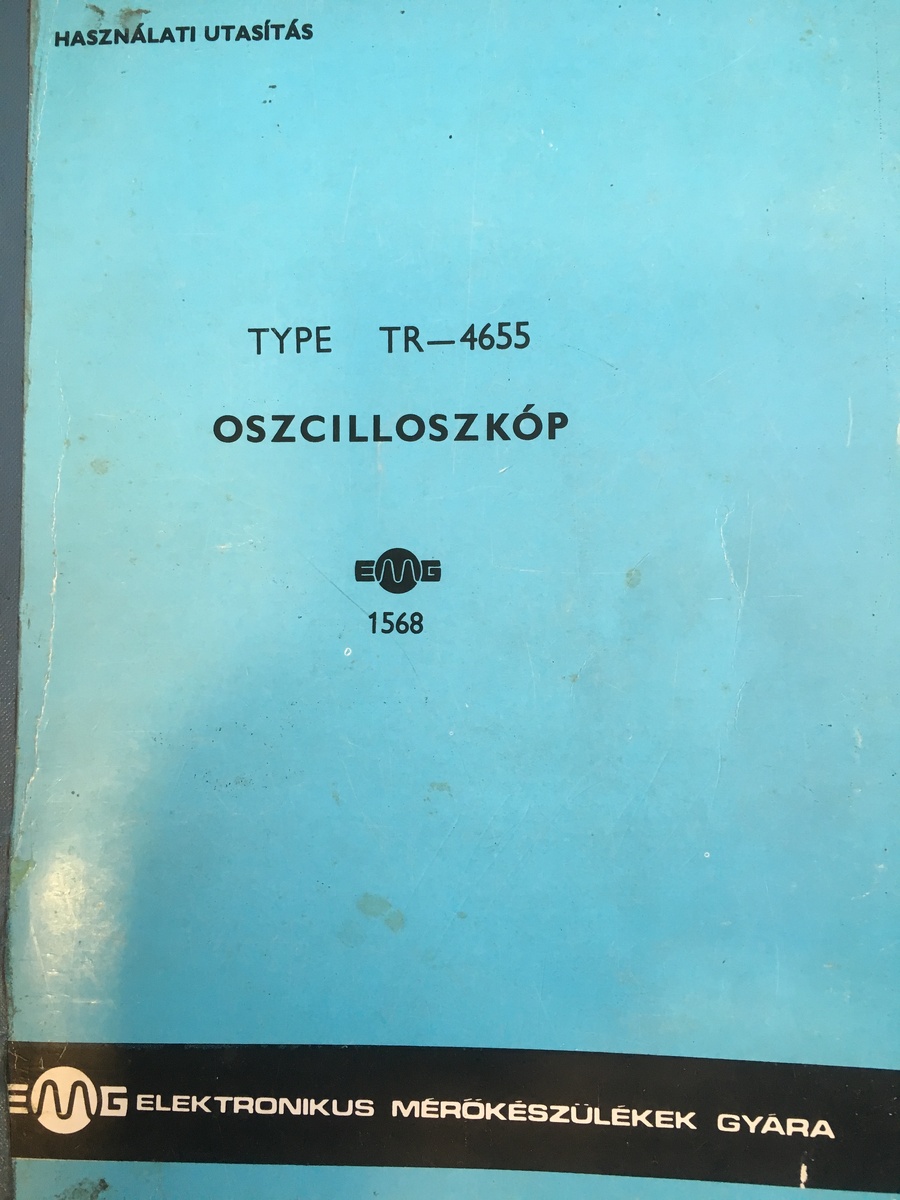 HASZNÁLATI UTASÍTÁS
TYPE TR—4655
OSZCILLOSZKÓP
EMG
1568
EMG ELEKTRONIKUS MÉRŐKÉSZÜLÉKEK GYÁRA